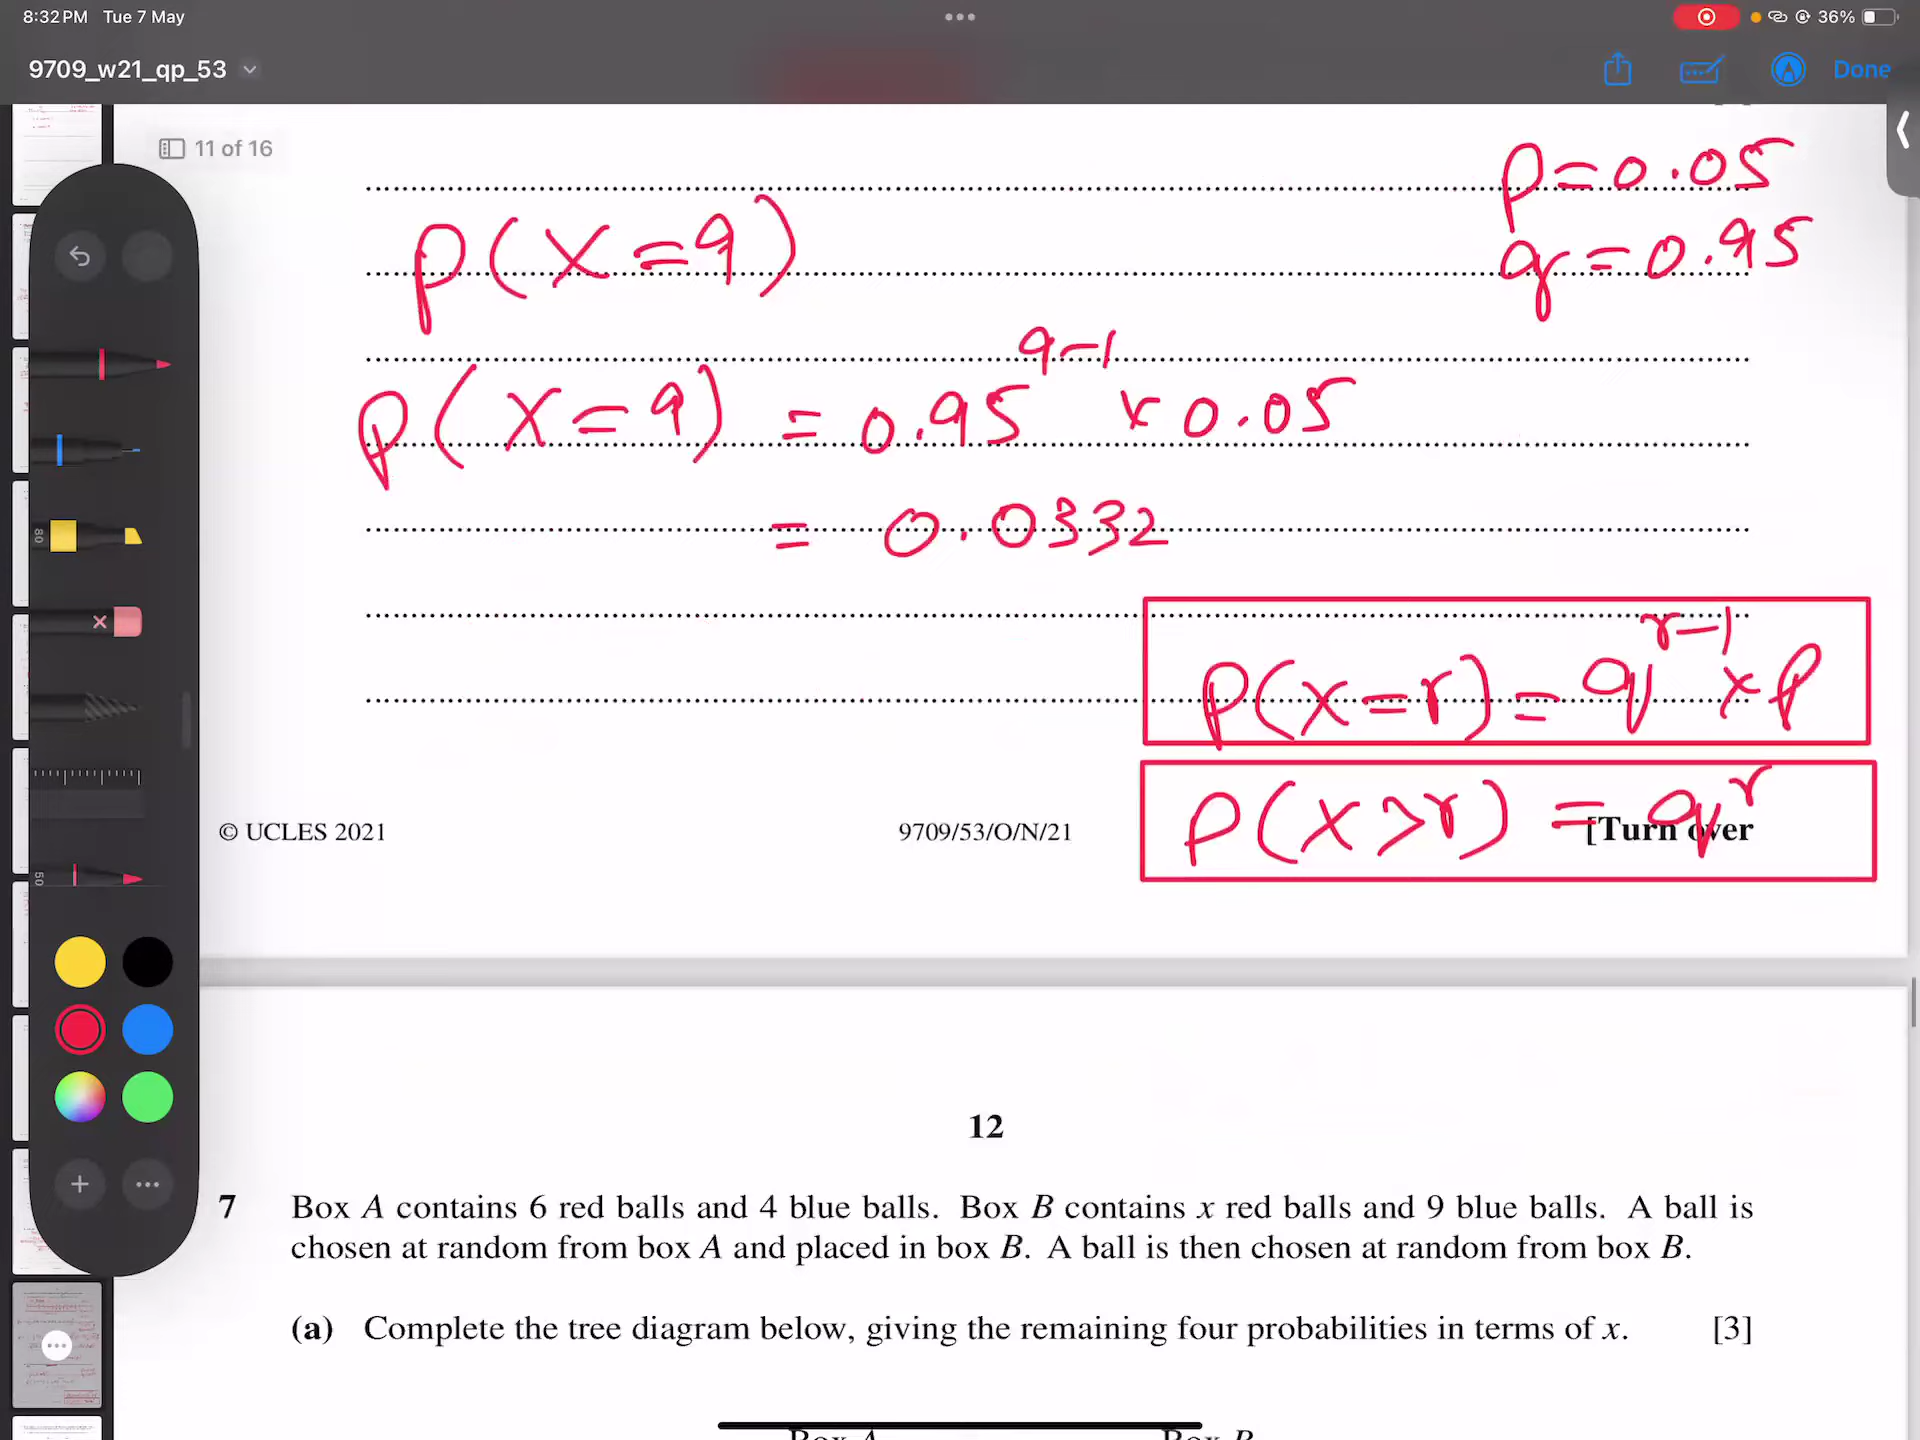 8:32 PM Tue 7 May
36%
9709_w21_qp_53
Done
11 of 16
p=0.05
P(X=9)
q=0.95
P(X=9) = 0.95^{9-1} × 0.05
= 0.0332
P(X=r) = q^{r-1} × p
P(X>r) = q^{r}
© UCLES 2021
9709/53/O/N/21
[Turn over
80
50
12
7 Box A contains 6 red balls and 4 blue balls. Box B contains x red balls and 9 blue balls. A ball is
chosen at random from box A and placed in box B. A ball is then chosen at random from box B.
(a) Complete the tree diagram below, giving the remaining four probabilities in terms of x. [3]
Box A Box B